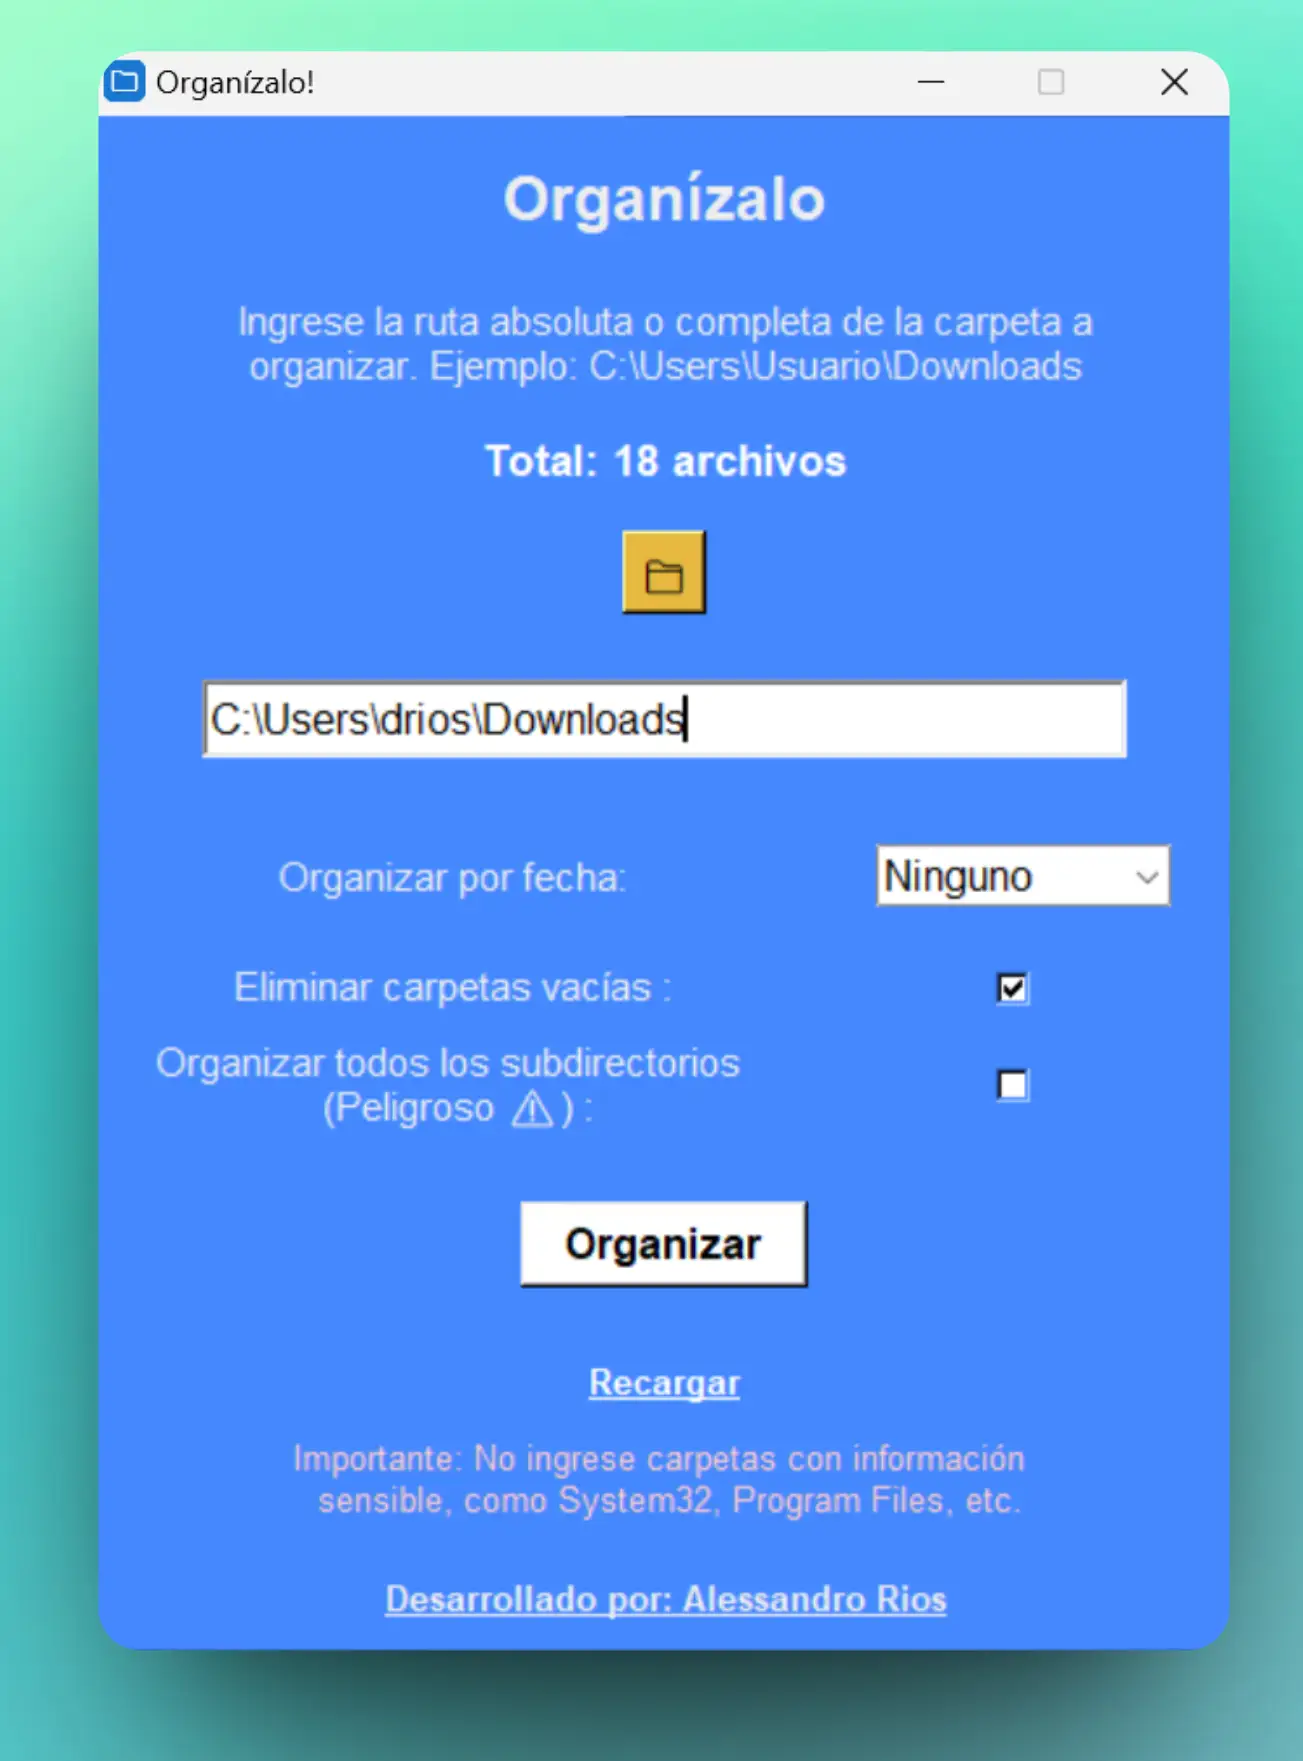 Organízalo!
Organízalo
Ingrese la ruta absoluta o completa de la carpeta a
organizar. Ejemplo: C:\Users\Usuario\Downloads
Total: 18 archivos
C:\Users\drios\Downloads
Organizar por fecha:
Ninguno
Eliminar carpetas vacías :
Organizar todos los subdirectorios
(Peligroso ⚠) :
Organizar
Recargar
Importante: No ingrese carpetas con información
sensible, como System32, Program Files, etc.
Desarrollado por: Alessandro Rios